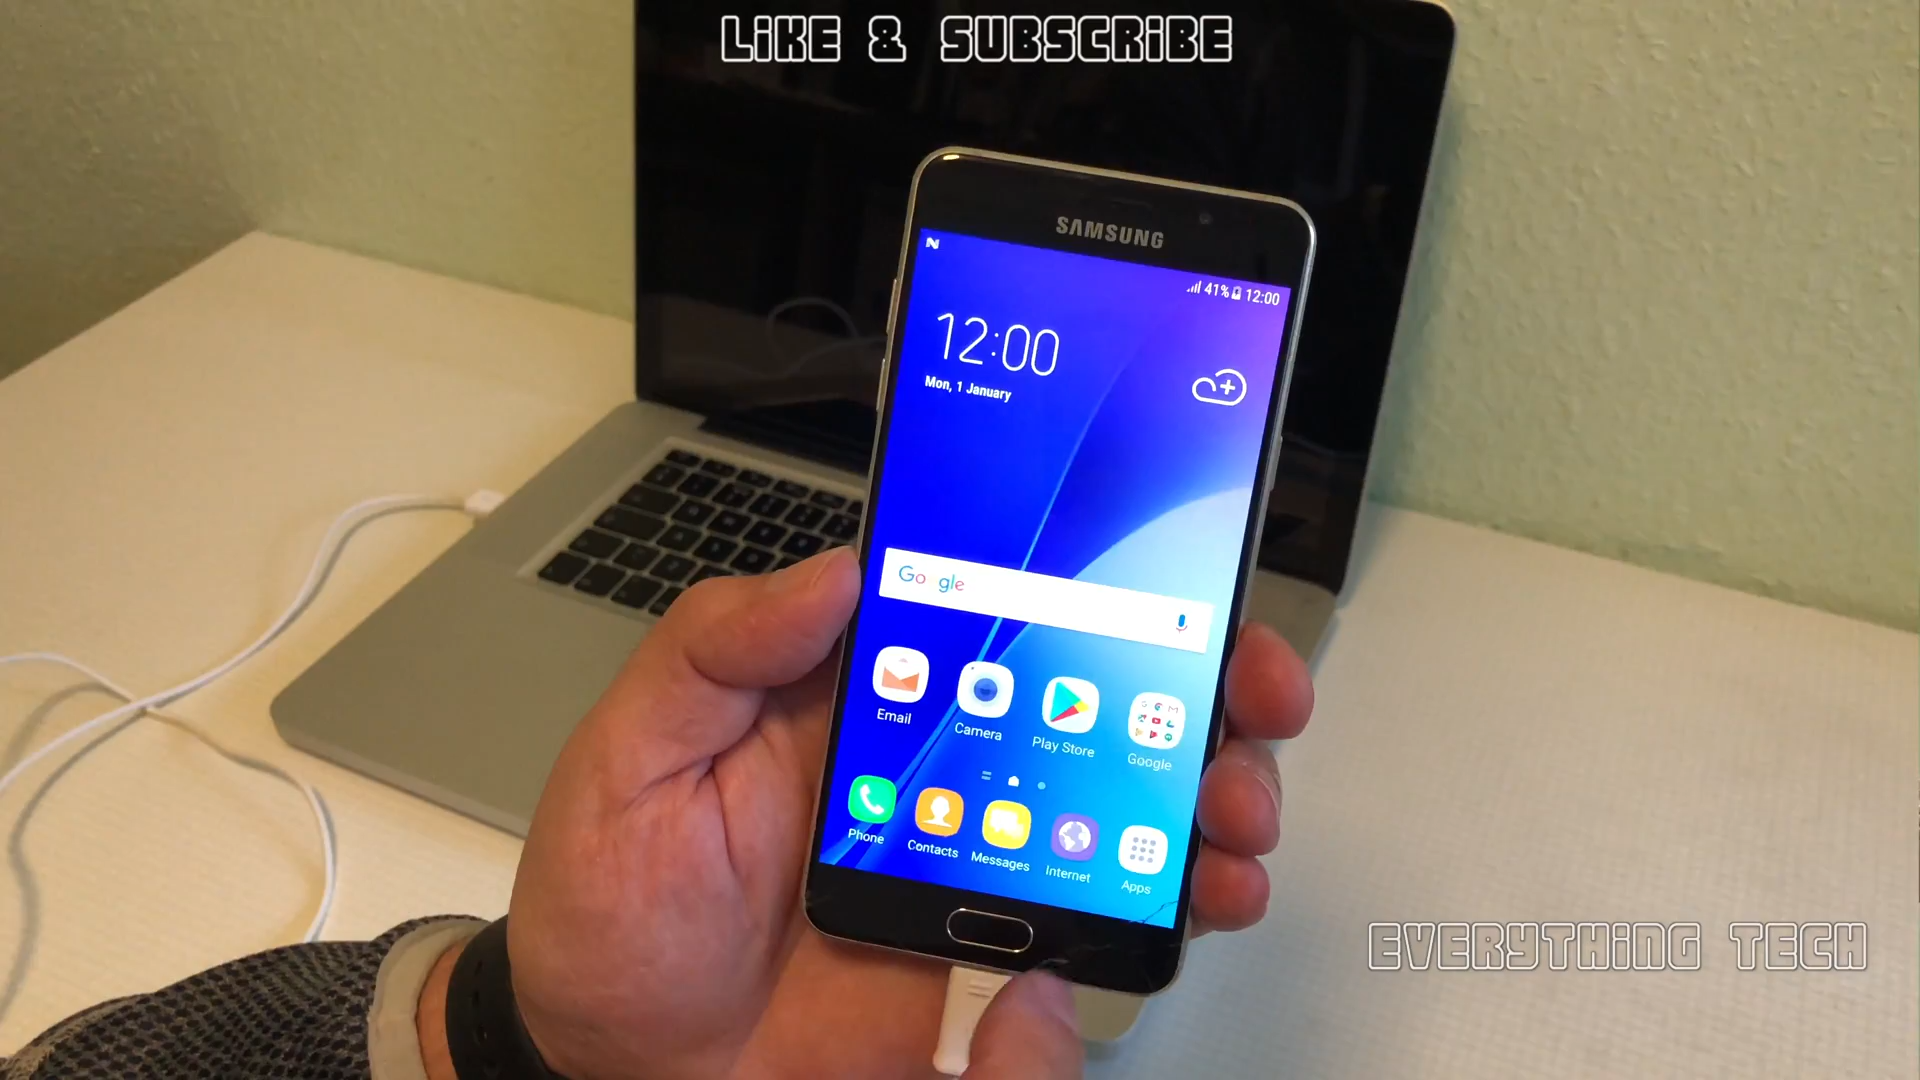 LiKE & SUBSCRiBE
SAMSUNG
N
41% 12:00
12:00
Mon, 1 January
Google
Email
Camera
Play Store
Google
Phone
Contacts
Messages
Internet
Apps
EVERYTHiNG TECH